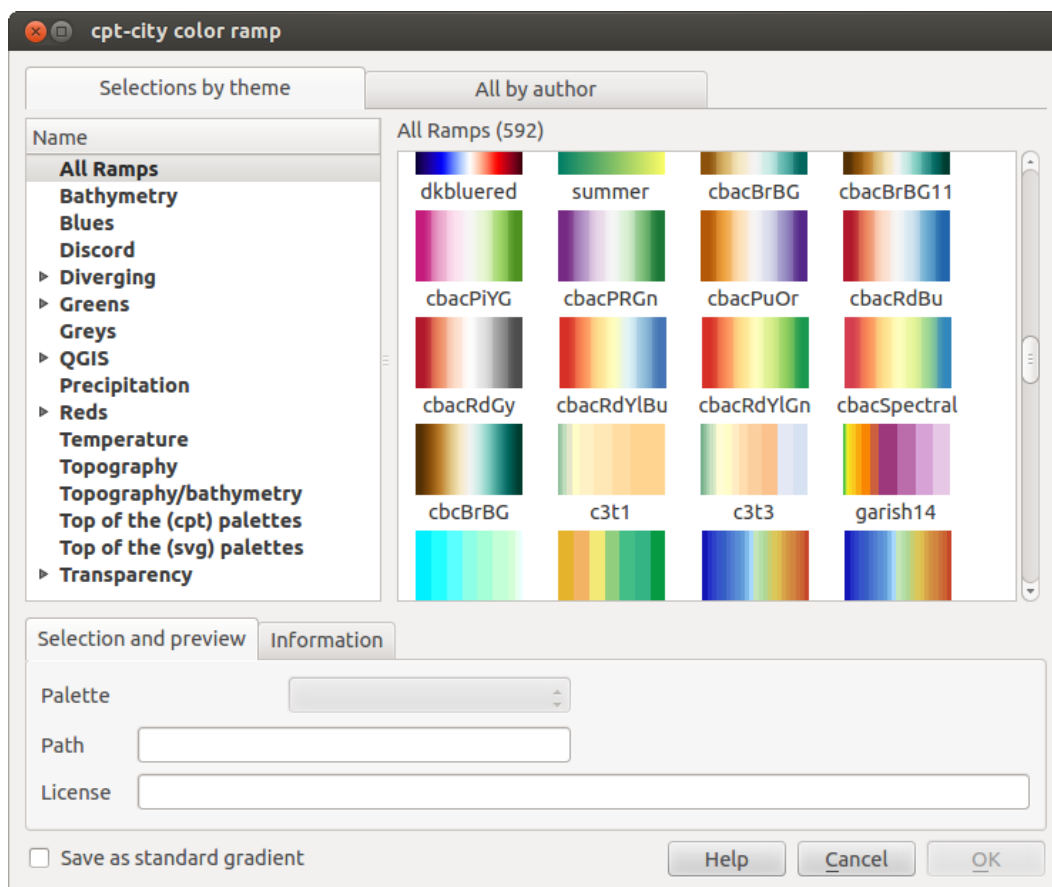 cpt-city color ramp
Selections by theme
All by author
Name
All Ramps
Bathymetry
Blues
Discord
Diverging
Greens
Greys
QGIS
Precipitation
Reds
Temperature
Topography
Topography/bathymetry
Top of the (cpt) palettes
Top of the (svg) palettes
Transparency
All Ramps (592)
dkbluered summer cbacBrBG cbacBrBG11
cbacPiYG cbacPRGn cbacPuOr cbacRdBu
cbacRdGy cbacRdYlBu cbacRdYlGn cbacSpectral
cbcBrBG c3t1 c3t3 garish14
Selection and preview
Information
Palette
Path
License
Save as standard gradient
Help
Cancel
OK